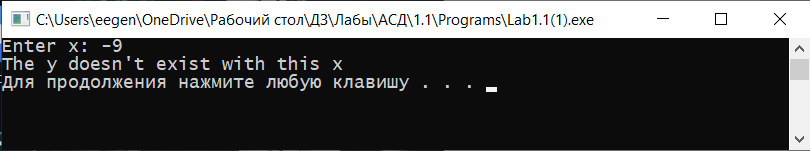 C:\Users\eegen\OneDrive\Рабочий стол\ДЗ\Лабы\АСД\1.1\Programs\Lab1.1(1).exe
Enter x: -9
The y doesn't exist with this x
Для продолжения нажмите любую клавишу . . .